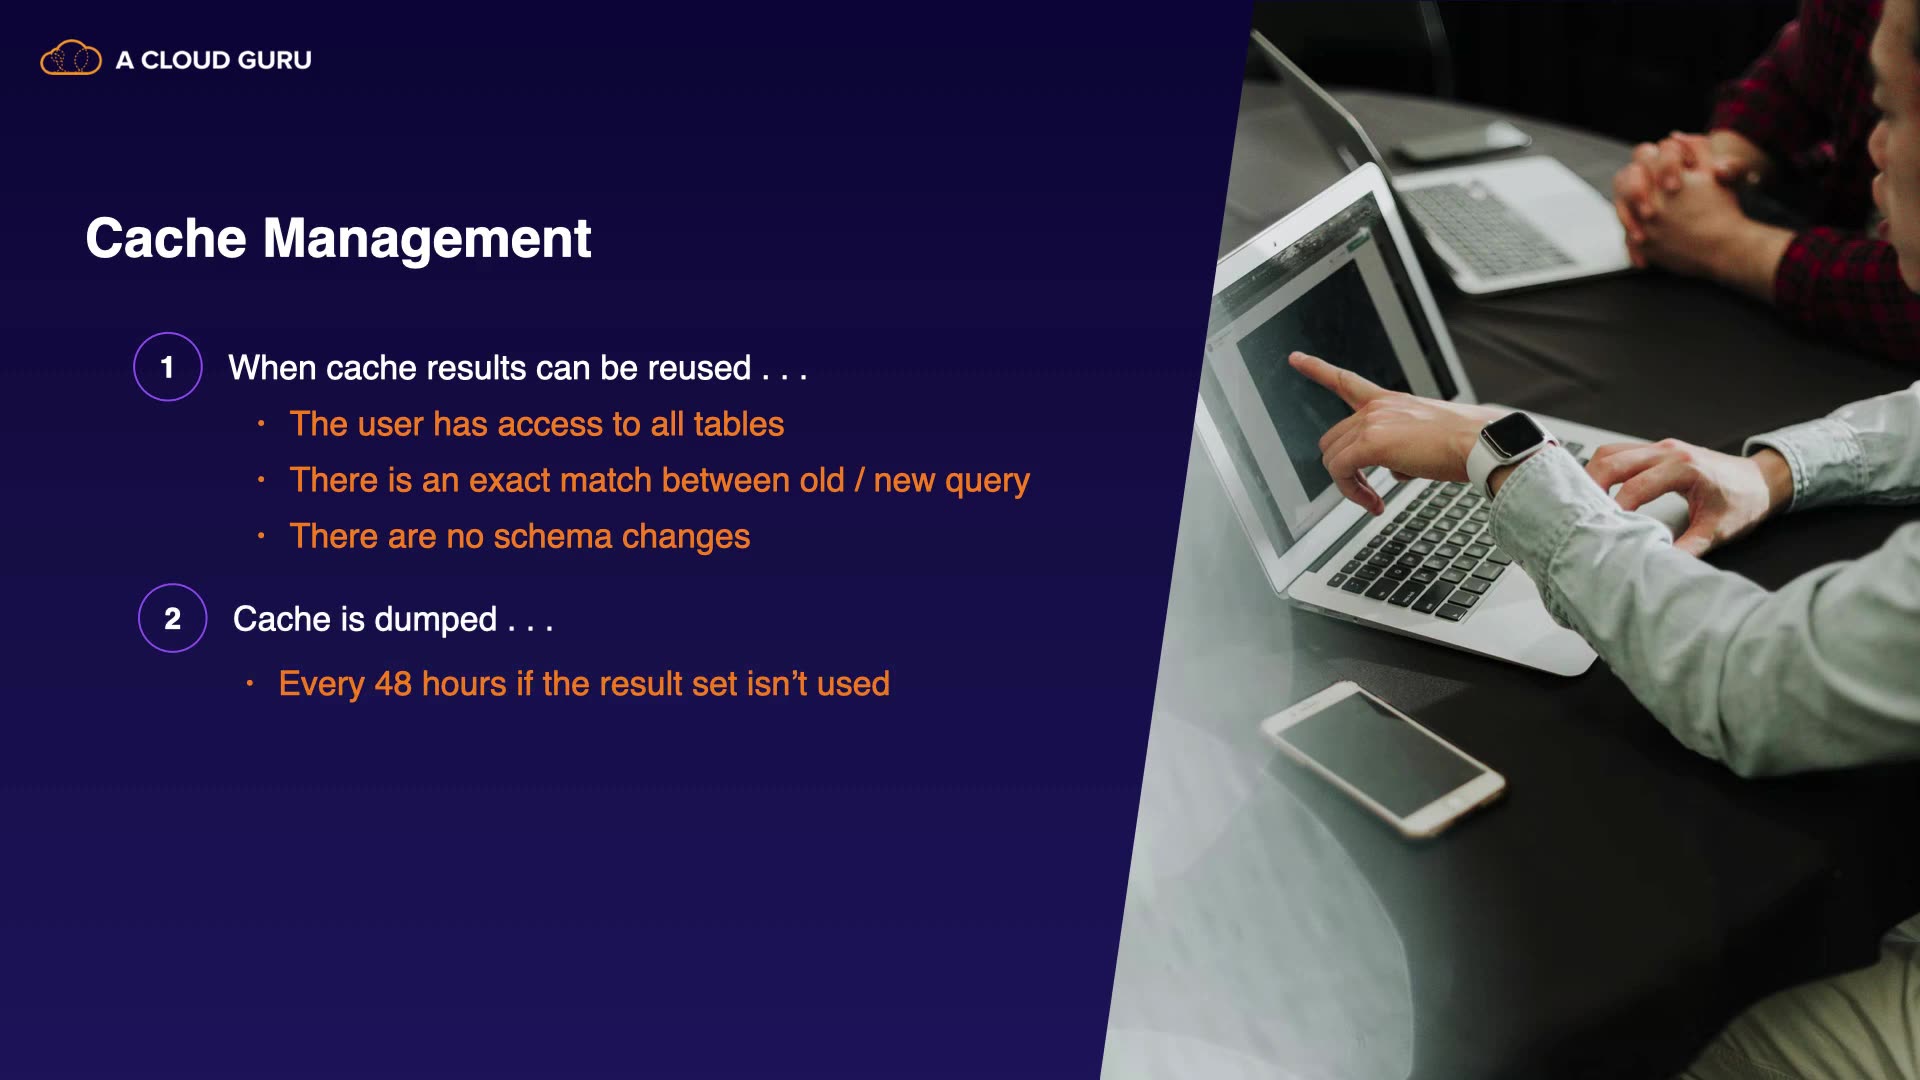 A CLOUD GURU
Cache Management
1 When cache results can be reused . . .
· The user has access to all tables
· There is an exact match between old / new query
· There are no schema changes
2 Cache is dumped . . .
· Every 48 hours if the result set isn’t used